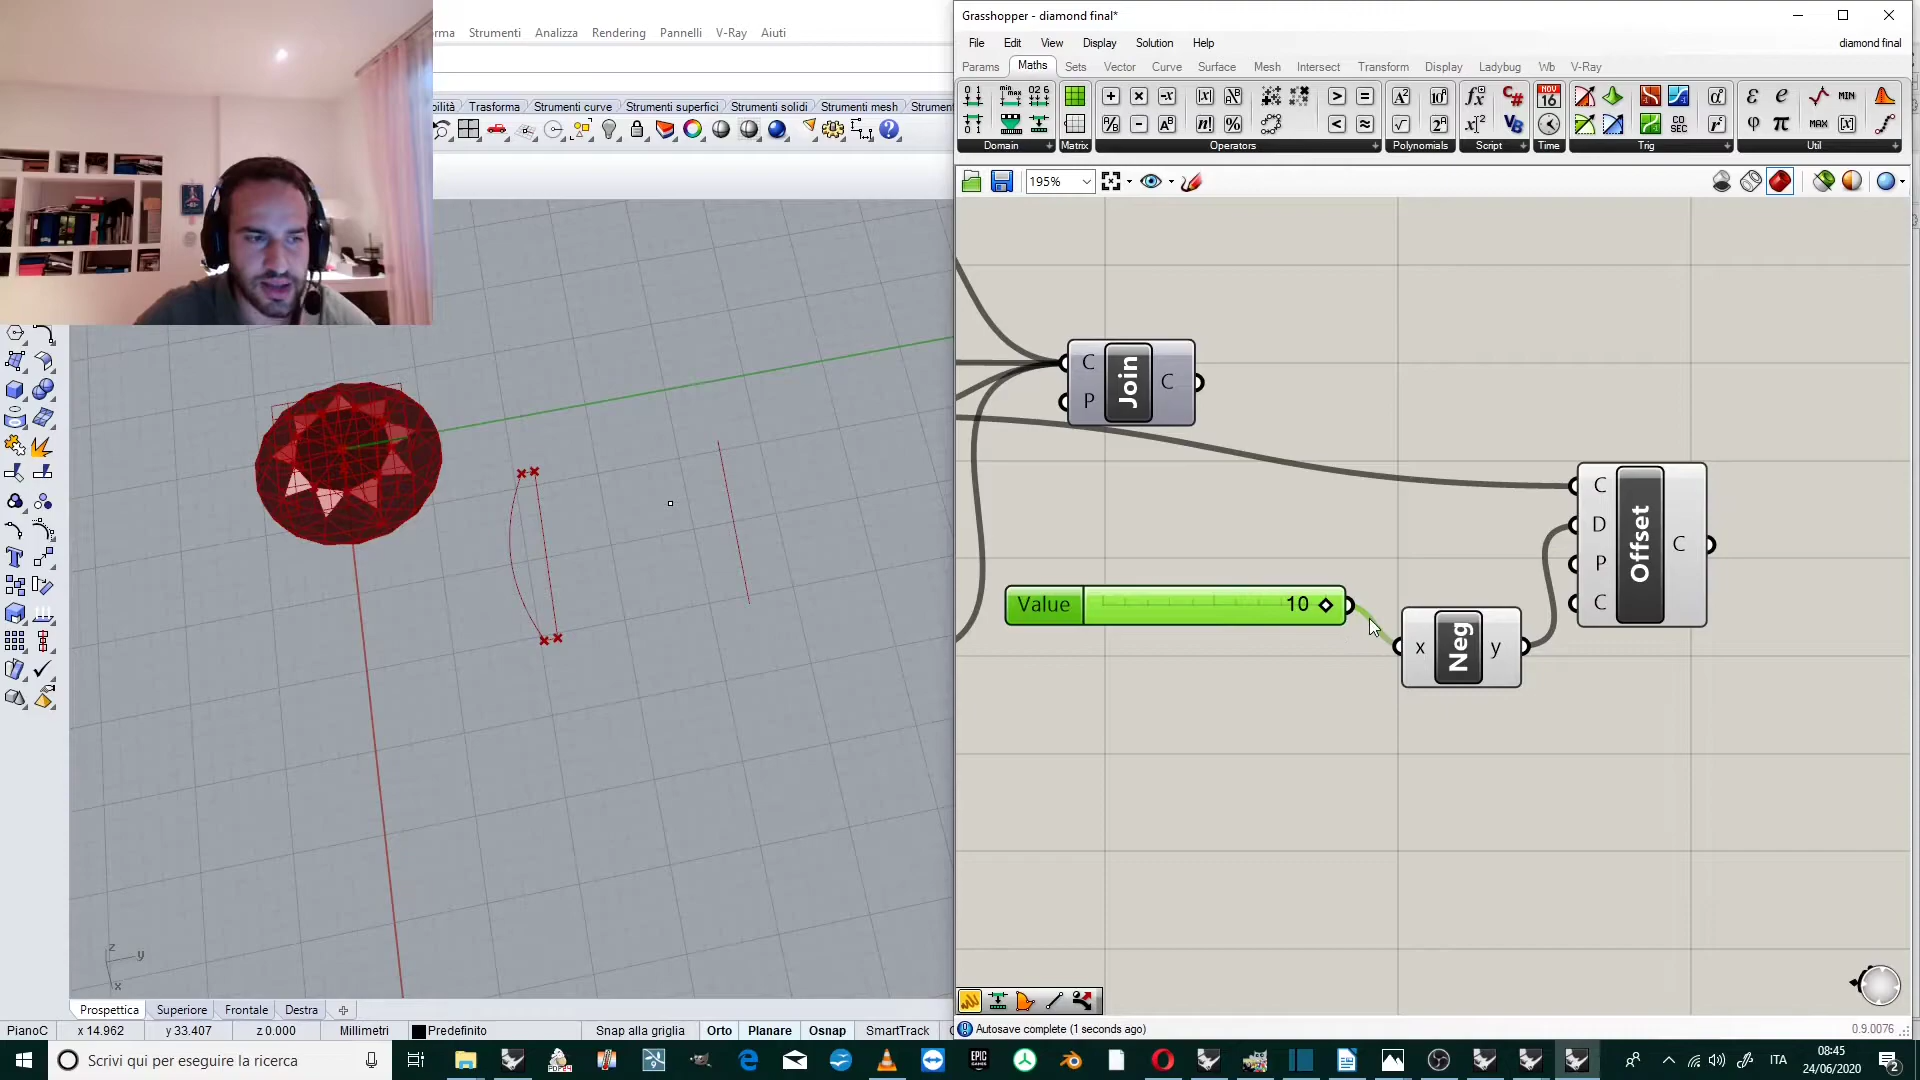 Grasshopper - diamond final*
rma Strumenti Analizza Rendering Pannelli V-Ray Aiuti
File Edit View Display Solution Help diamond final
Params Maths Sets Vector Curve Surface Mesh Intersect Transform Display Ladybug Wb V-Ray
bilità Trasforma Strumenti curve Strumenti superfici Strumenti solidi Strumenti mesh Strumen
Domain Matrix Operators Polynomials Script Time Trig Util
195%
Join
C
P
C
Offset
C
D
P
C
C
Value 10
Neg
x
y
z
y
x
Prospettica Superiore Frontale Destra
PianoC x 14.962 y 33.407 z 0.000 Millimetri Predefinito Snap alla griglia Orto Planare Osnap SmartTrack
Autosave complete (1 seconds ago) 0.9.0076
Scrivi qui per eseguire la ricerca
ITA
08:45
24/06/2020
2